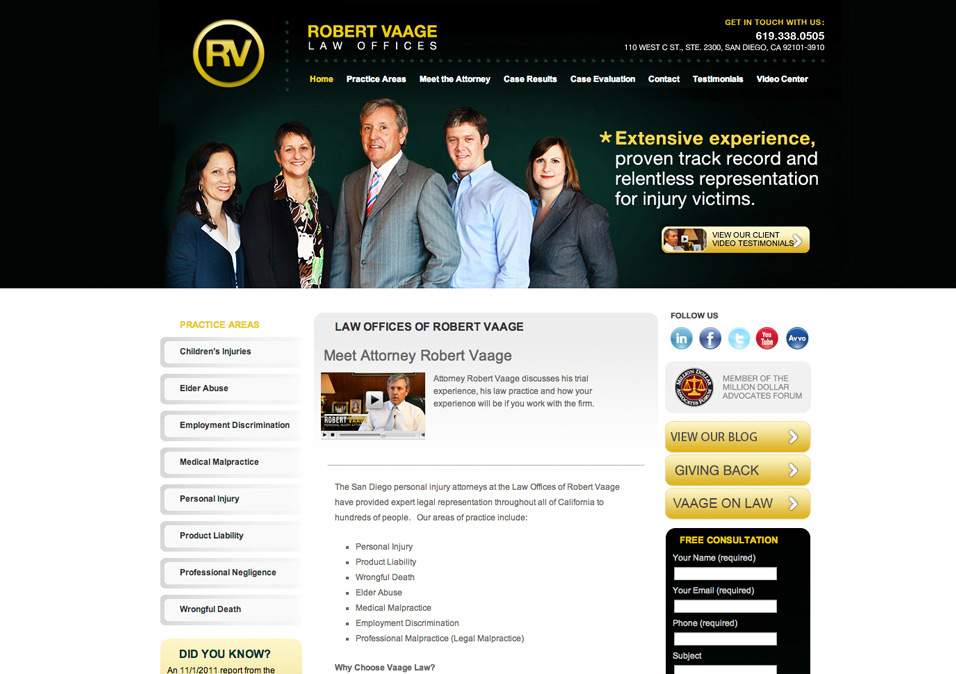 RV
ROBERT VAAGE
LAW OFFICES
GET IN TOUCH WITH US:
619.338.0505
110 WEST C ST., STE. 2300, SAN DIEGO, CA 92101-3910
Home Practice Areas Meet the Attorney Case Results Case Evaluation Contact Testimonials Video Center
*Extensive experience,
proven track record and
relentless representation
for injury victims.
VIEW OUR CLIENT
VIDEO TESTIMONIALS
PRACTICE AREAS
Children's Injuries
Elder Abuse
Employment Discrimination
Medical Malpractice
Personal Injury
Product Liability
Professional Negligence
Wrongful Death
DID YOU KNOW?
An 11/1/2011 report from the
LAW OFFICES OF ROBERT VAAGE
Meet Attorney Robert Vaage
ROBERT VAAGE
PERSONAL INJURY ATTORNEY
Attorney Robert Vaage discusses his trial
experience, his law practice and how your
experience will be if you work with the firm.
The San Diego personal injury attorneys at the Law Offices of Robert Vaage
have provided expert legal representation throughout all of California to
hundreds of people. Our areas of practice include:
Personal Injury
Product Liability
Wrongful Death
Elder Abuse
Medical Malpractice
Employment Discrimination
Professional Malpractice (Legal Malpractice)
Why Choose Vaage Law?
FOLLOW US
in f t You Tube Avvo
MILLION DOLLAR
ADVOCATES FORUM
MEMBER OF THE
MILLION DOLLAR
ADVOCATES FORUM
VIEW OUR BLOG
GIVING BACK
VAAGE ON LAW
FREE CONSULTATION
Your Name (required)
Your Email (required)
Phone (required)
Subject